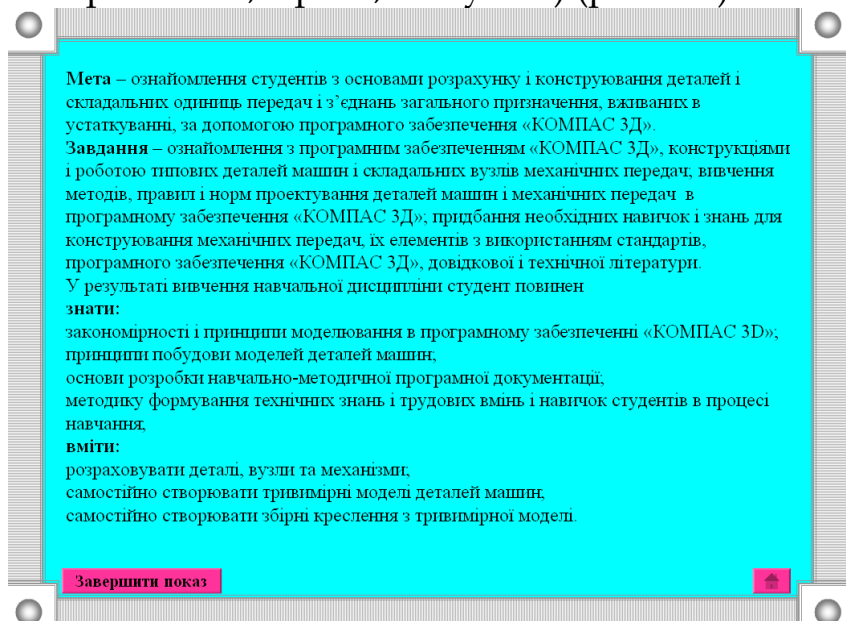 Мета – ознайомлення студентів з основами розрахунку і конструювання деталей і
складальних одиниць передач і з’єднань загального призначення, вживаних в
устаткуванні, за допомогою програмного забезпечення «КОМПАС 3Д».
Завдання – ознайомлення з програмним забезпеченням «КОМПАС 3Д», конструкціями
і роботою типових деталей машин і складальних вузлів механічних передач; вивчення
методів, правил і норм проектування деталей машин і механічних передач в
програмному забезпечення «КОМПАС 3Д»; придбання необхідних навичок і знань для
конструювання механічних передач, їх елементів з використанням стандартів,
програмного забезпечення «КОМПАС 3Д», довідкової і технічної літератури.
У результаті вивчення навчальної дисципліни студент повинен
знати:
закономірності і принципи моделювання в програмному забезпеченні «КОМПАС 3D»;
принципи побудови моделей деталей машин;
основи розробки навчально-методичної програмної документації;
методику формування технічних знань і трудових вмінь і навичок студентів в процесі
навчання;
вміти:
розраховувати деталі, вузли та механізми;
самостійно створювати тривимірні моделі деталей машин;
самостійно створювати збірні креслення з тривимірної моделі.
Завершити показ